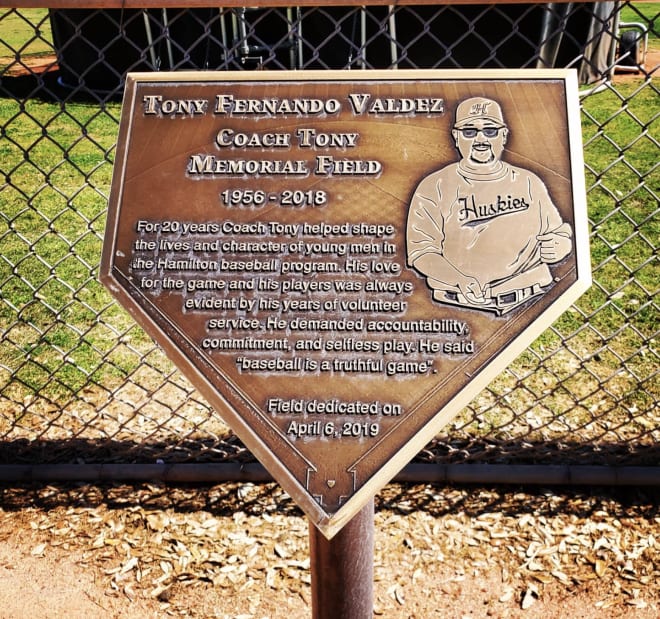 TONY FERNANDO VALDEZ
COACH TONY
MEMORIAL FIELD
1956 - 2018
For 20 years Coach Tony helped shape
the lives and character of young men in
the Hamilton baseball program. His love
for the game and his players was always
evident by his years of volunteer
service. He demanded accountability,
commitment, and selfless play. He said
"baseball is a truthful game".
Field dedicated on
April 6, 2019
H
Huskies